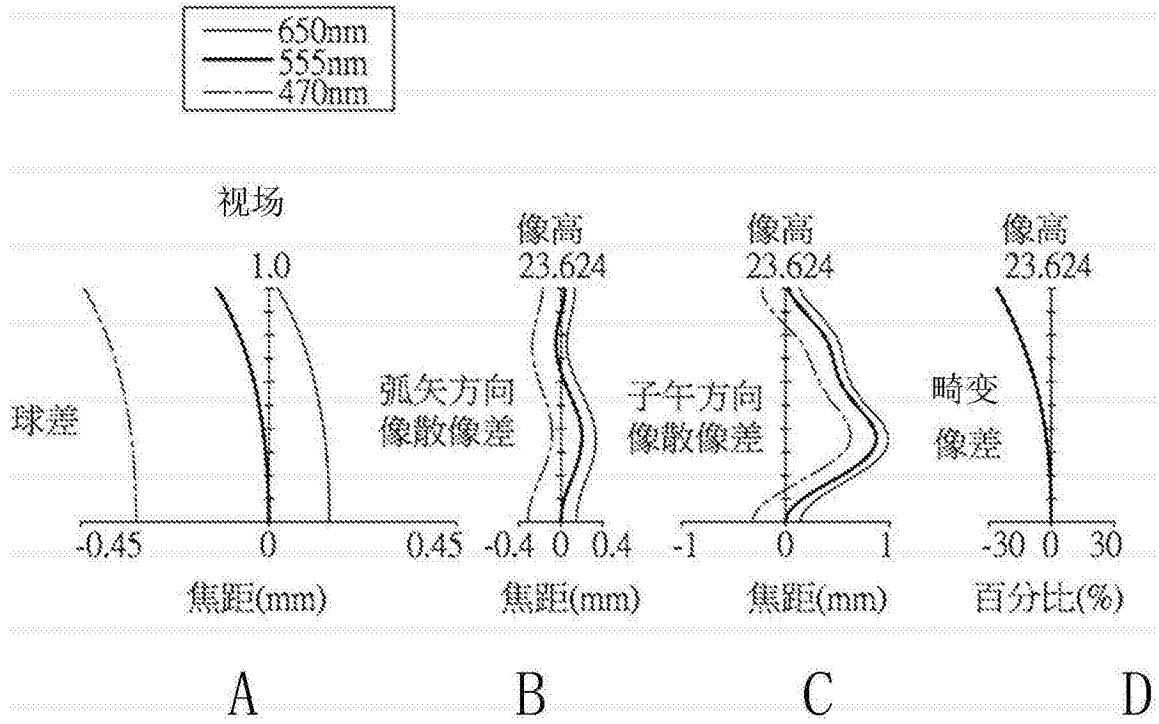 650nm
555nm
470nm
视场
1.0
球差
-0.45 0 0.45
焦距(mm)
A
像高
23.624
弧矢方向
像散像差
-0.4 0 0.4
焦距(mm)
B
像高
23.624
子午方向
像散像差
-1 0 1
焦距(mm)
C
像高
23.624
畸变
像差
-30 0 30
百分比(%)
D